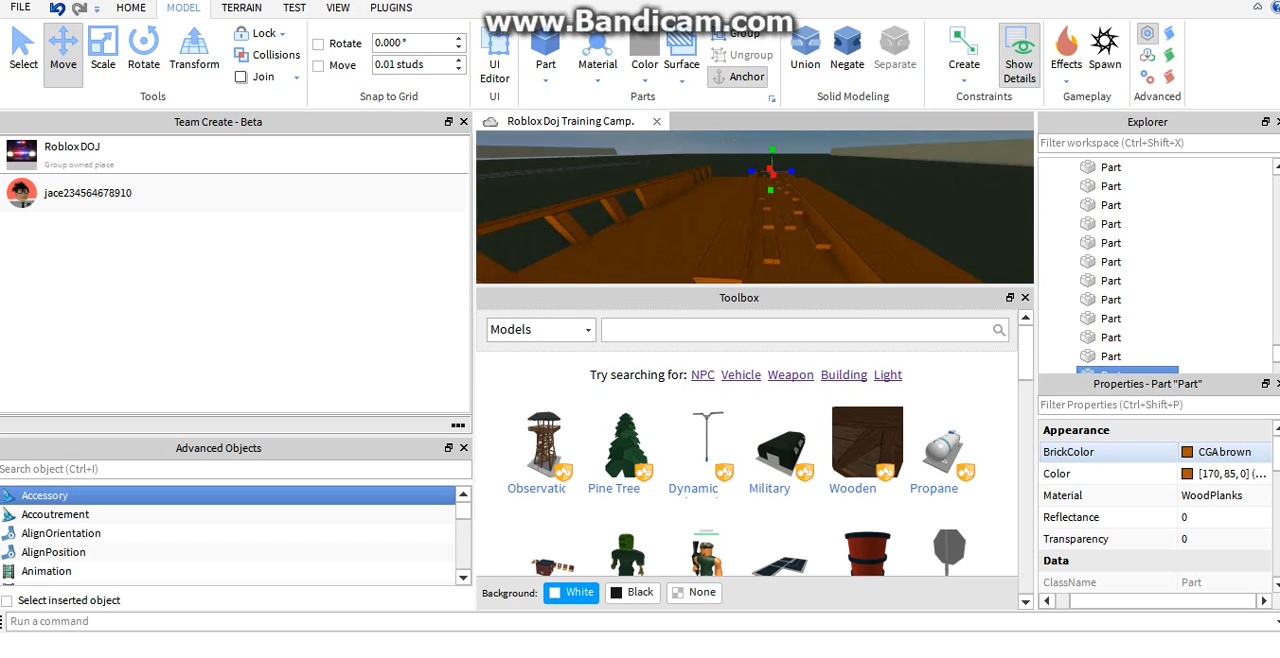 FILE HOME MODEL TERRAIN TEST VIEW PLUGINS
www.Bandicam.com
Select Move Scale Rotate Transform
Lock
Collisions
Join
Tools
Rotate 0.000 °
Move 0.01 studs
Snap to Grid
UI Editor
UI
Part Material Color Surface
Group
Ungroup
Anchor
Parts
Union Negate Separate
Solid Modeling
Create Show Details
Constraints
Effects Spawn
Gameplay
Advanced
Team Create - Beta
Roblox DOJ
Group owned place
jace234564678910
Advanced Objects
Search object (Ctrl+I)
Accessory
Accoutrement
AlignOrientation
AlignPosition
Animation
Select inserted object
Run a command
Roblox Doj Training Camp.
Toolbox
Models
Try searching for: NPC Vehicle Weapon Building Light
Observatic Pine Tree Dynamic Military Wooden Propane
Background: White Black None
Explorer
Filter workspace (Ctrl+Shift+X)
Part
Part
Part
Part
Part
Part
Part
Part
Part
Part
Part
Properties - Part "Part"
Filter Properties (Ctrl+Shift+P)
Appearance
BrickColor CGA brown
Color [170, 85, 0] (...
Material WoodPlanks
Reflectance 0
Transparency 0
Data
ClassName Part